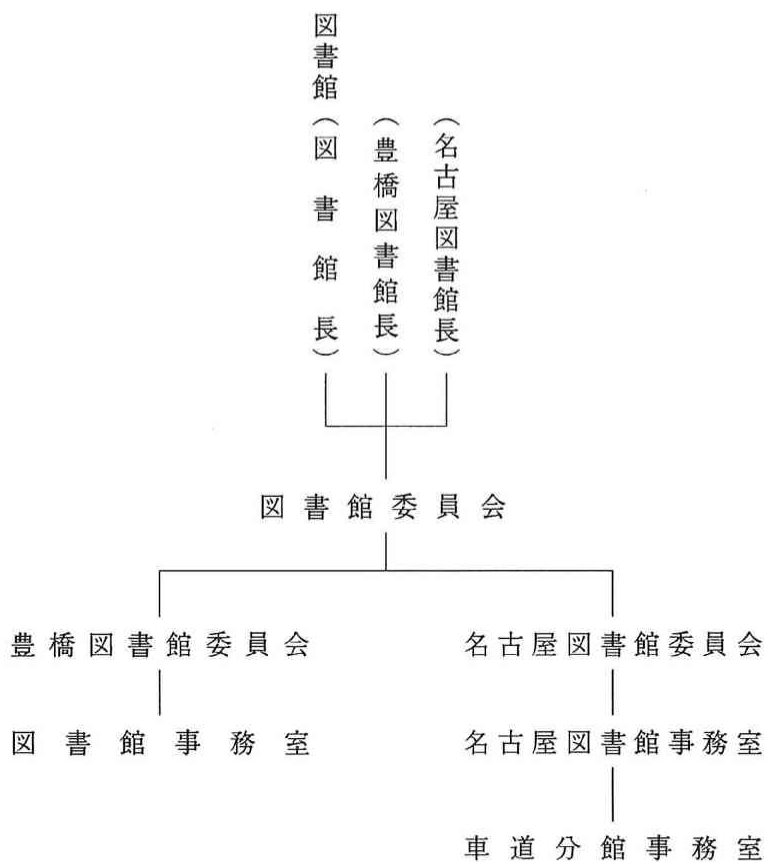 図書館（図書館長）
（豊橋図書館長）
（名古屋図書館長）
図書館委員会
豊橋図書館委員会
名古屋図書館委員会
図書館事務室
名古屋図書館事務室
車道分館事務室